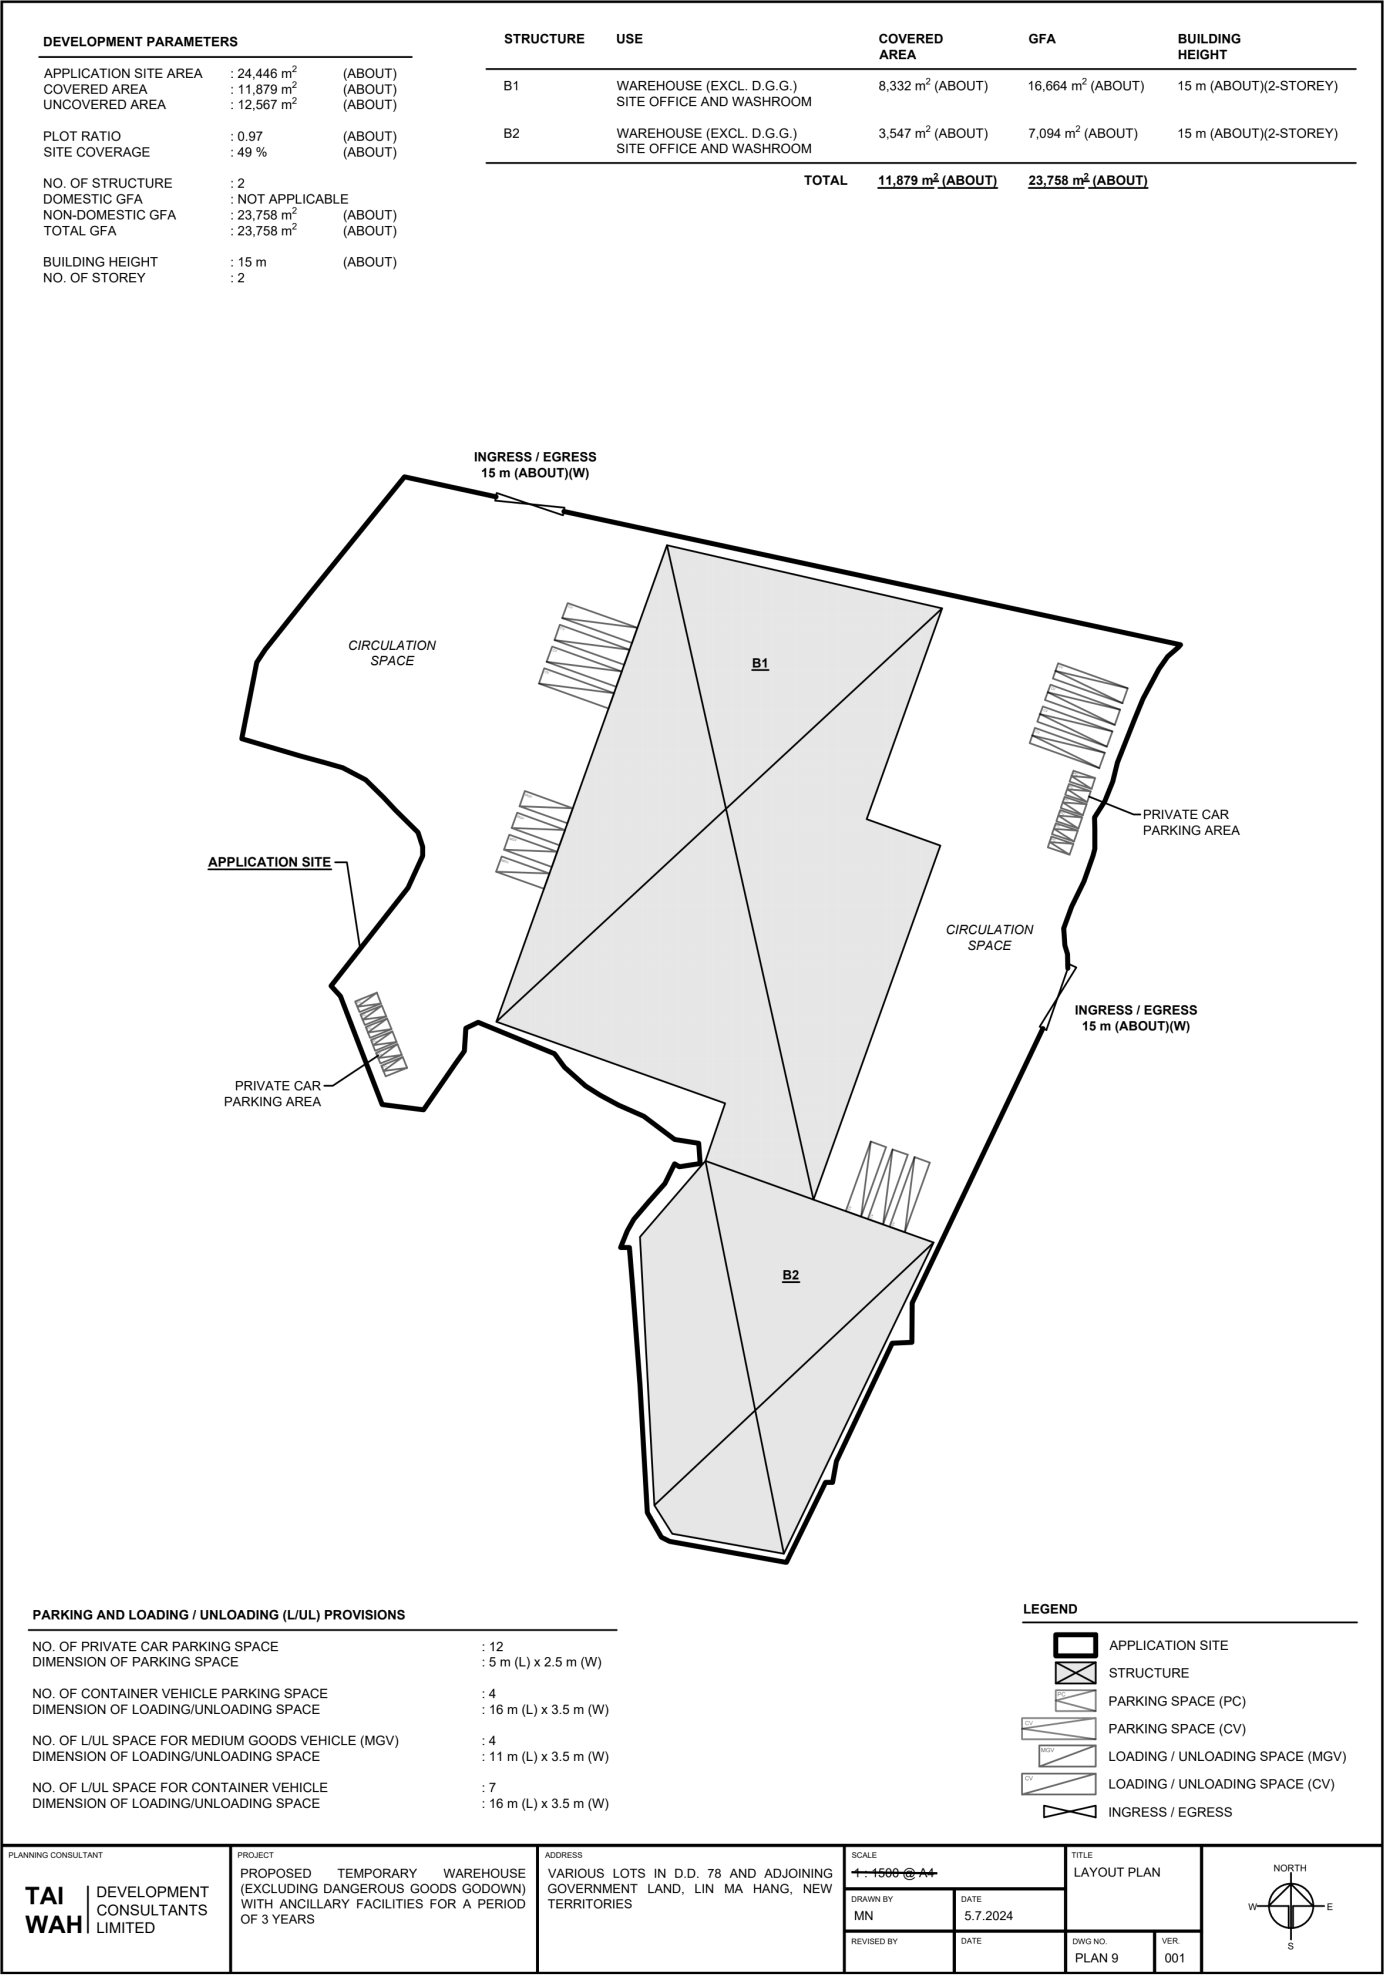 DEVELOPMENT PARAMETERS
APPLICATION SITE AREA : 24,446 m² (ABOUT)
COVERED AREA : 11,879 m² (ABOUT)
UNCOVERED AREA : 12,567 m² (ABOUT)
PLOT RATIO : 0.97 (ABOUT)
SITE COVERAGE : 49 % (ABOUT)
NO. OF STRUCTURE : 2
DOMESTIC GFA : NOT APPLICABLE
NON-DOMESTIC GFA : 23,758 m² (ABOUT)
TOTAL GFA : 23,758 m² (ABOUT)
BUILDING HEIGHT : 15 m (ABOUT)
NO. OF STOREY : 2
STRUCTURE USE COVERED AREA GFA BUILDING HEIGHT
B1 WAREHOUSE (EXCL. D.G.G.) 8,332 m² (ABOUT) 16,664 m² (ABOUT) 15 m (ABOUT)(2-STOREY)
SITE OFFICE AND WASHROOM
B2 WAREHOUSE (EXCL. D.G.G.) 3,547 m² (ABOUT) 7,094 m² (ABOUT) 15 m (ABOUT)(2-STOREY)
SITE OFFICE AND WASHROOM
TOTAL 11,879 m² (ABOUT) 23,758 m² (ABOUT)
INGRESS / EGRESS
15 m (ABOUT)(W)
CIRCULATION
SPACE
B1
PRIVATE CAR
PARKING AREA
APPLICATION SITE
CIRCULATION
SPACE
INGRESS / EGRESS
15 m (ABOUT)(W)
PRIVATE CAR
PARKING AREA
B2
PARKING AND LOADING / UNLOADING (L/UL) PROVISIONS
NO. OF PRIVATE CAR PARKING SPACE : 12
DIMENSION OF PARKING SPACE : 5 m (L) x 2.5 m (W)
NO. OF CONTAINER VEHICLE PARKING SPACE : 4
DIMENSION OF LOADING/UNLOADING SPACE : 16 m (L) x 3.5 m (W)
NO. OF L/UL SPACE FOR MEDIUM GOODS VEHICLE (MGV) : 4
DIMENSION OF LOADING/UNLOADING SPACE : 11 m (L) x 3.5 m (W)
NO. OF L/UL SPACE FOR CONTAINER VEHICLE : 7
DIMENSION OF LOADING/UNLOADING SPACE : 16 m (L) x 3.5 m (W)
LEGEND
APPLICATION SITE
STRUCTURE
PC PARKING SPACE (PC)
CV PARKING SPACE (CV)
MGV LOADING / UNLOADING SPACE (MGV)
CV LOADING / UNLOADING SPACE (CV)
INGRESS / EGRESS
PLANNING CONSULTANT
TAI WAH
DEVELOPMENT
CONSULTANTS
LIMITED
PROJECT
PROPOSED TEMPORARY WAREHOUSE
(EXCLUDING DANGEROUS GOODS GODOWN)
WITH ANCILLARY FACILITIES FOR A PERIOD
OF 3 YEARS
ADDRESS
VARIOUS LOTS IN D.D. 78 AND ADJOINING
GOVERNMENT LAND, LIN MA HANG, NEW
TERRITORIES
SCALE
1 : 1500 @ A4
DRAWN BY
MN
DATE
5.7.2024
REVISED BY
DATE
TITLE
LAYOUT PLAN
DWG NO.
PLAN 9
VER.
001
NORTH
W E
S